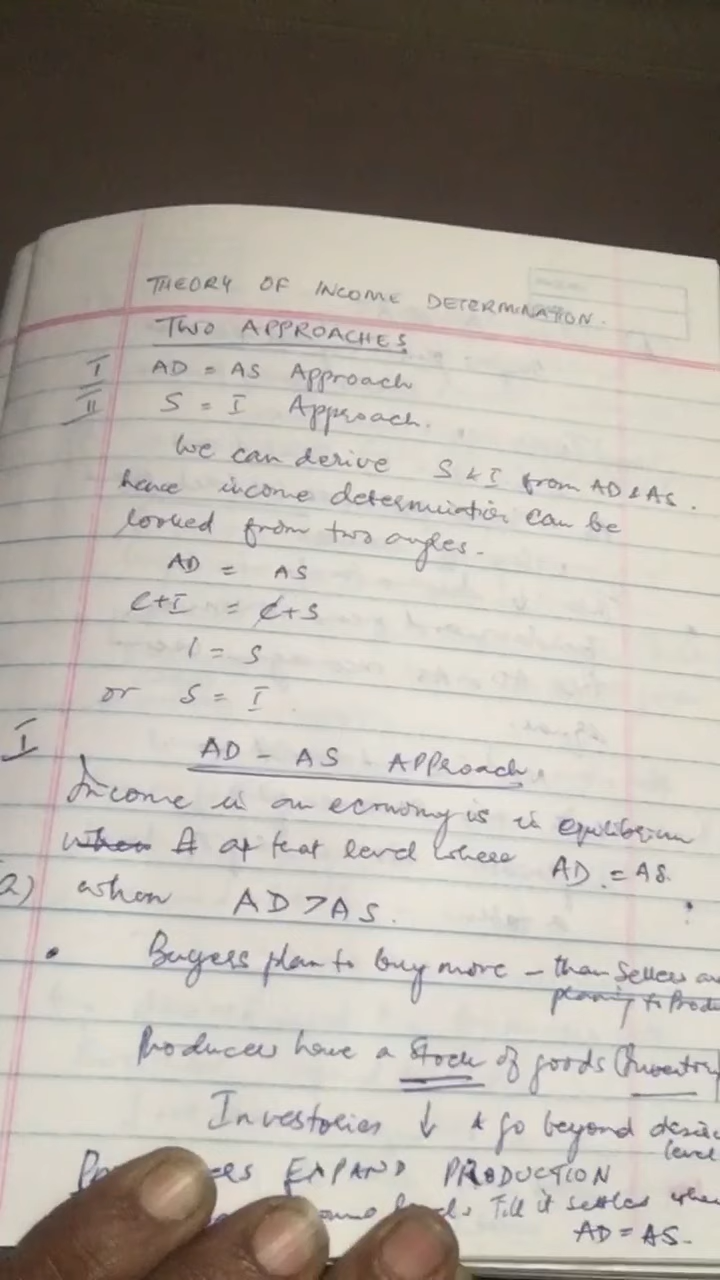 THEORY OF INCOME DETERMINATION.
TWO APPROACHES.
I AD = AS Approach
II S = I Approach.
We can derive S & I from AD & AS.
hence income determination can be
looked from two angles.
AD = AS
C+I = C+S
I = S
or S = I
I AD - AS APProach.
Income in an economy is in equilibrium
when at that level where AD = AS.
2) when AD > AS.
• Buyers plan to buy more - than Sellers are
planing to Produ
Producers have a Stock of goods (Inventory
Inventories ↓ & go beyond desire
level
EXPAND PRODUCTION
Till it settles when
AD = AS-